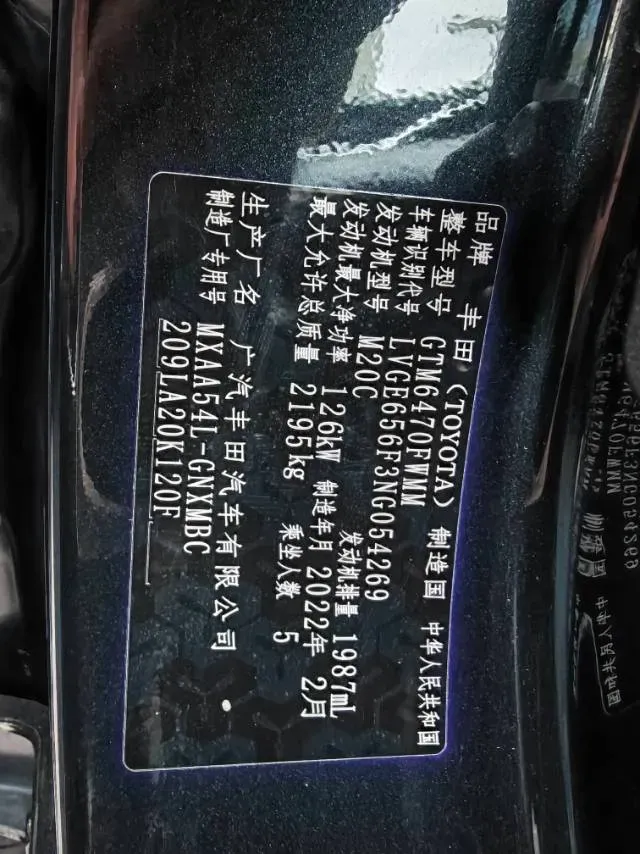 品牌 丰田（TOYOTA） 制造国 中华人民共和国
整车型号 GTM6470FWMM
车辆识别代号 LVGE656F3NG054269
发动机型号 M20C 发动机排量 1987mL
发动机最大净功率 126kW 制造年月 2022年 2月
最大允许总质量 2195kg 乘坐人数 5
生产厂名 广汽丰田汽车有限公司
制造厂专用号 MXAA54L-GNXMBC
209LA20K120F